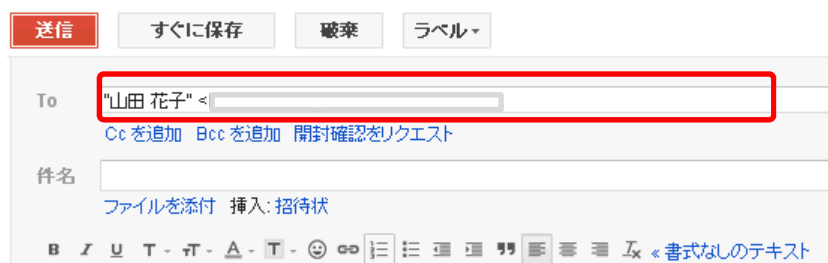 送信 すぐに保存 破棄 ラベル
To "山田 花子" <
Cc を追加 Bcc を追加 開封確認をリクエスト
件名
ファイルを添付 挿入: 招待状
B I U T - тT - A - T - Tx « 書式なしのテキスト